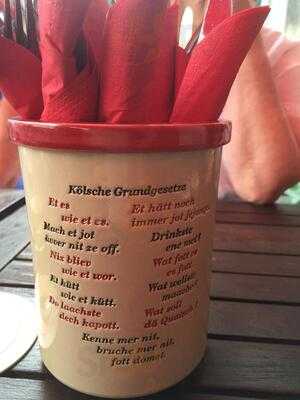 Kölsche Grundgesetze
Et es
wie et es.
Mach et jot
ävver nit ze off.
Nix bliev
wie et wor.
Et kütt
wie et kütt.
Do laachste
dech kapott.
Et hätt noch
immer jot
Drinkste
ene met?
Wat fott es
es fott.
Wat wellste
maache?
Wat soll
dä Quatsch?
Kenne mer nit,
bruche mer nit,
fott domet.